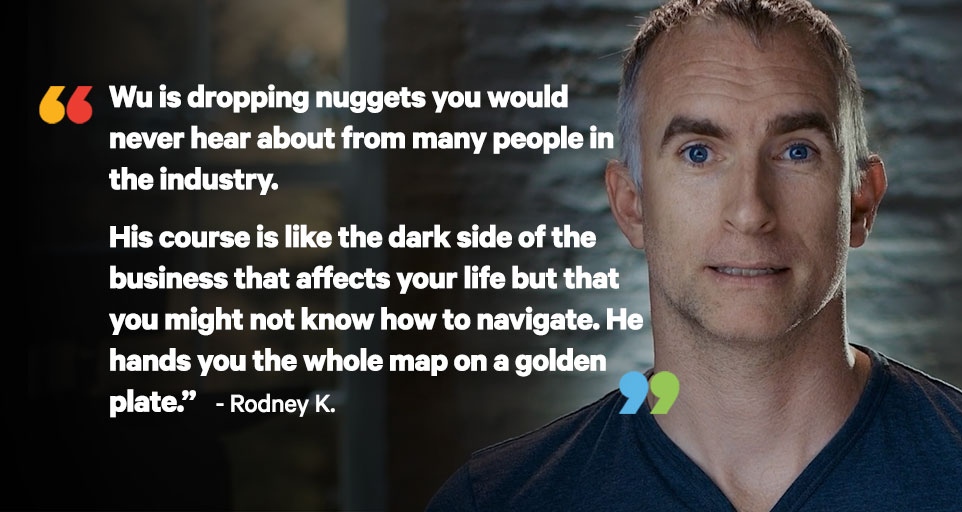 Wu is dropping nuggets you would
never hear about from many people in
the industry.
His course is like the dark side of the
business that affects your life but that
you might not know how to navigate. He
hands you the whole map on a golden
plate.” - Rodney K.